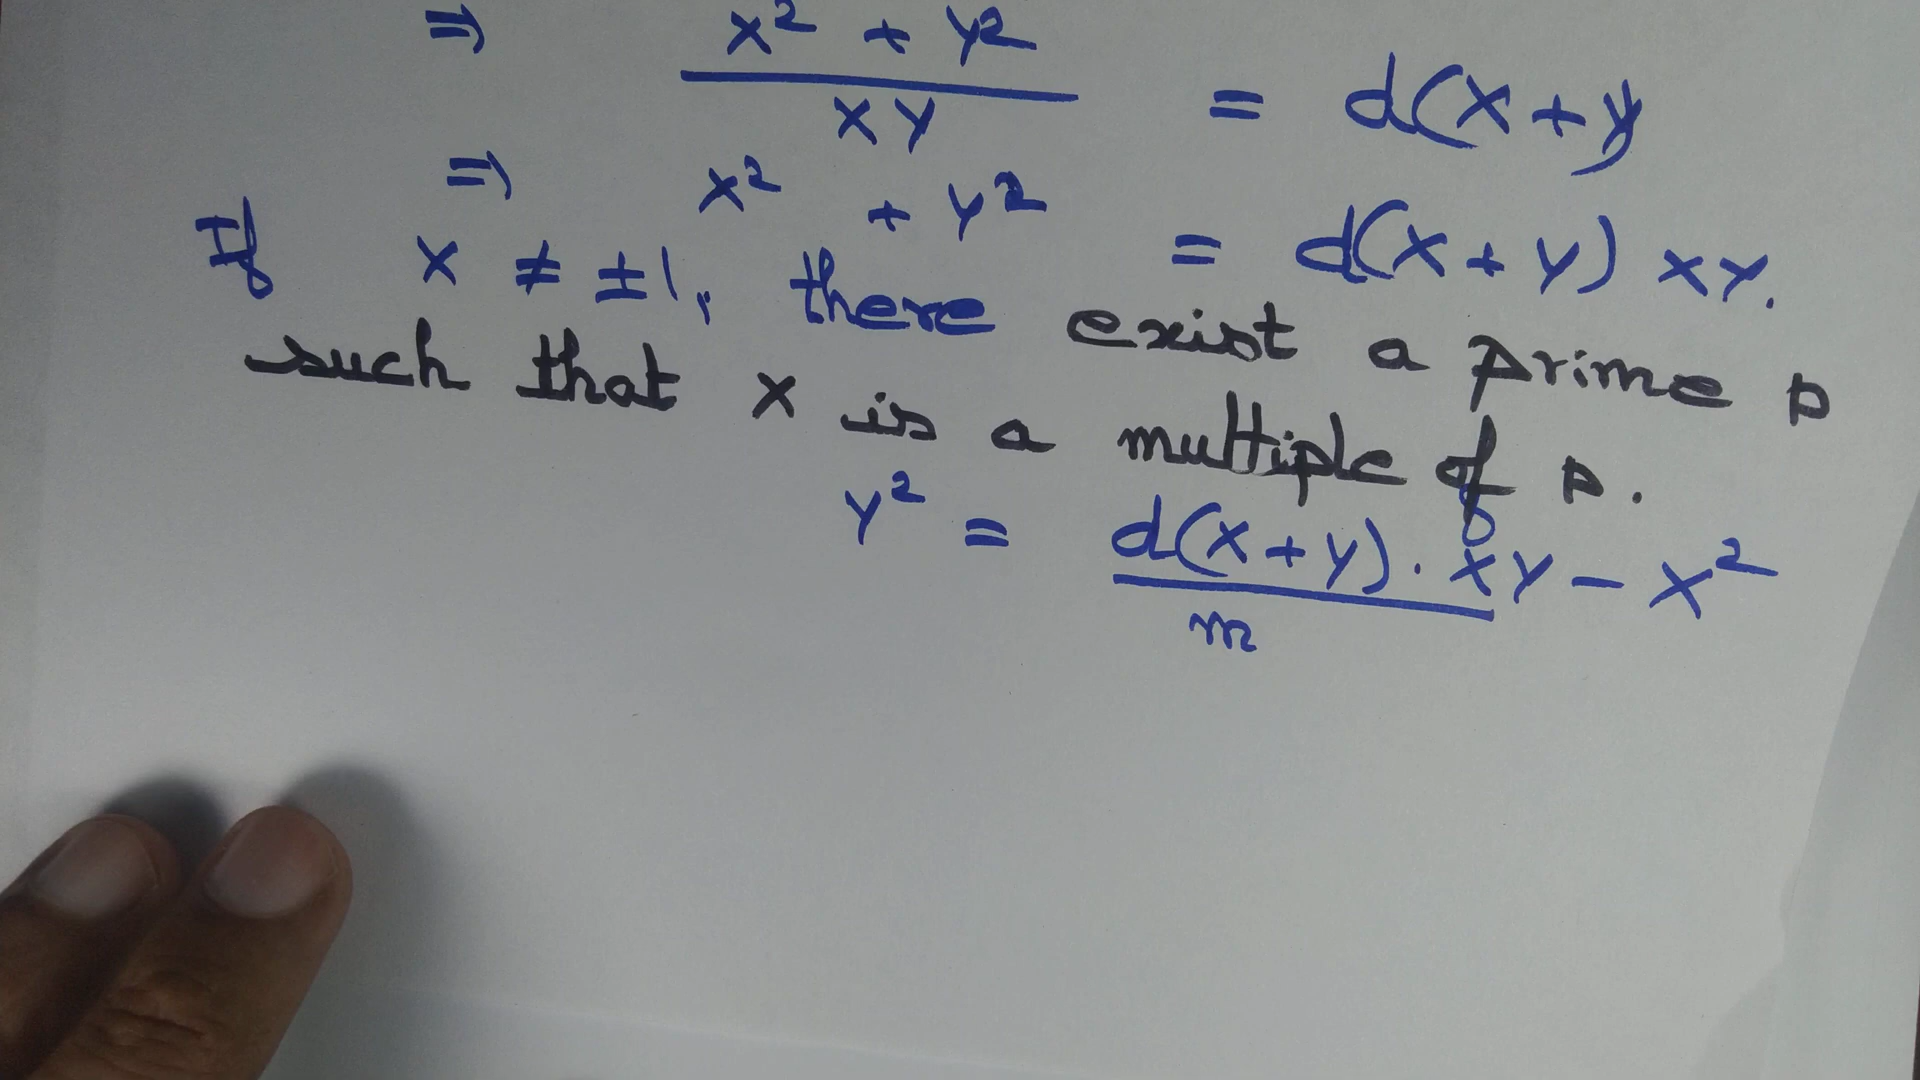 ⇒ x² + y² / xy = d(x+y)
⇒ x² + y² = d(x+y) xy.
If x ≠ ±1, there exist a prime p
such that x is a multiple of p.
y² = d(x+y). xy - x²
m